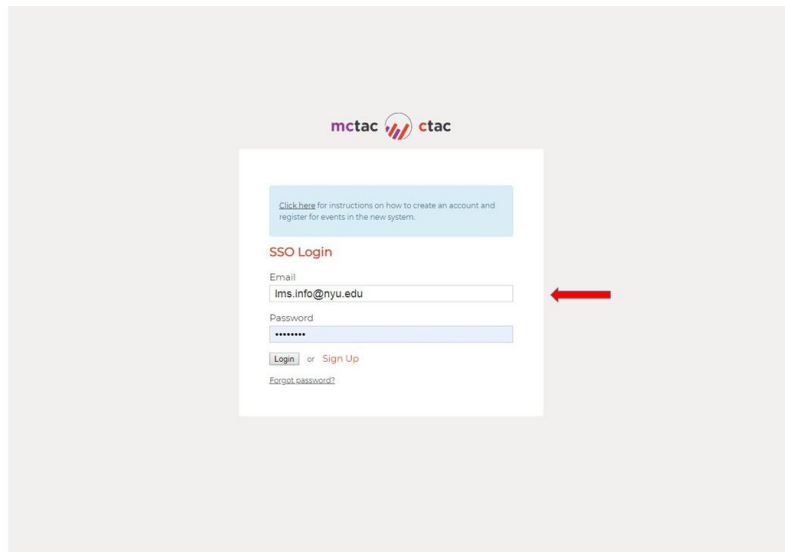 mctac ctac
Click here for instructions on how to create an account and
register for events in the new system.
SSO Login
Email
lms.info@nyu.edu
Password
••••••••
Login or Sign Up
Forgot password?